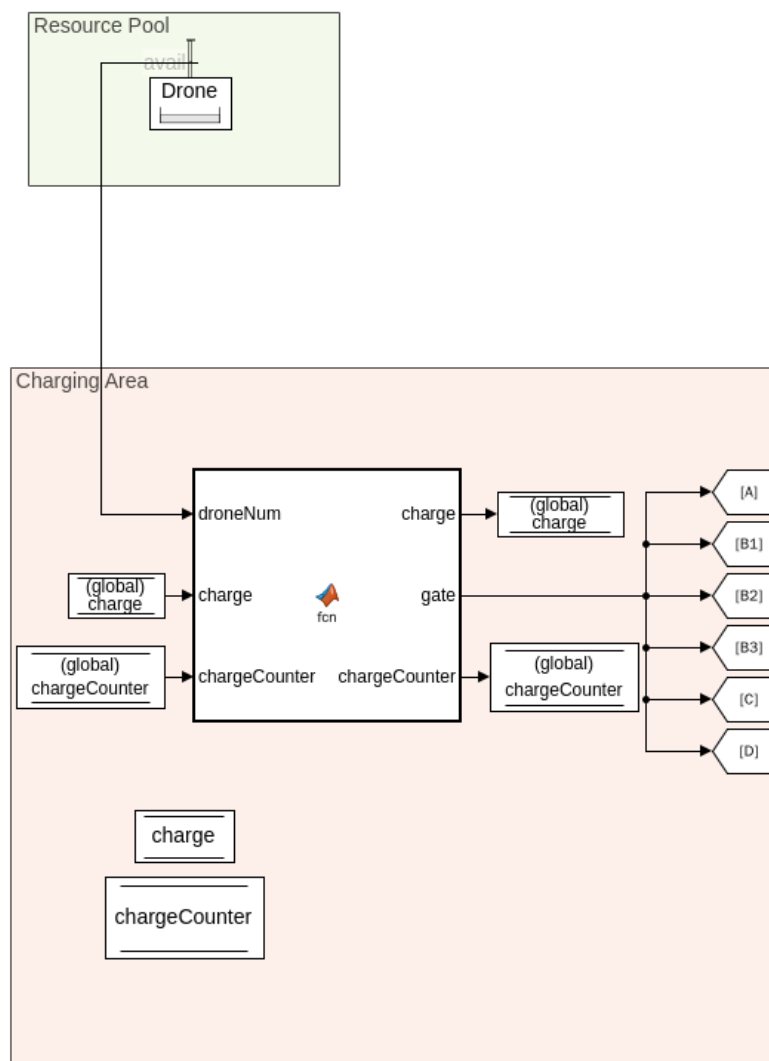 Resource Pool
avail
Drone
Charging Area
droneNum
charge
(global)
charge
[A]
[B1]
(global)
charge
charge
fcn
gate
[B2]
(global)
chargeCounter
chargeCounter
chargeCounter
(global)
chargeCounter
[B3]
[C]
[D]
charge
chargeCounter